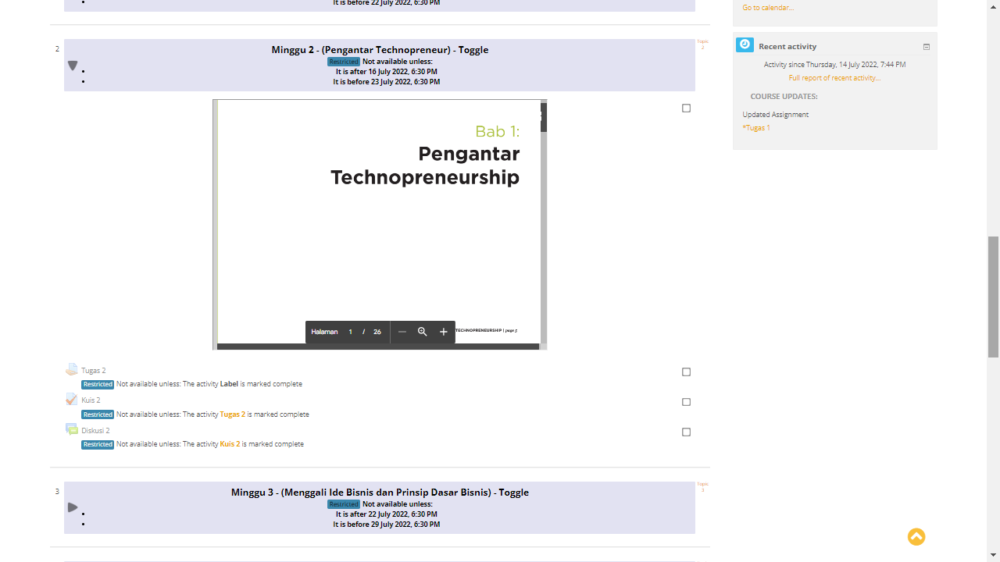 It is before 22 July 2022, 6:30 PM
Go to calendar...
2
Minggu 2 - (Pengantar Technopreneur) - Toggle
Restricted Not available unless:
It is after 16 July 2022, 6:30 PM
It is before 23 July 2022, 6:30 PM
Topic
2
Recent activity
Activity since Thursday, 14 July 2022, 7:44 PM
Full report of recent activity...
COURSE UPDATES:
Updated Assignment
*Tugas 1
Bab 1:
Pengantar
Technopreneurship
Halaman 1 / 26
TECHNOPRENEURSHIP | page 5
Tugas 2
Restricted Not available unless: The activity Label is marked complete
Kuis 2
Restricted Not available unless: The activity Tugas 2 is marked complete
Diskusi 2
Restricted Not available unless: The activity Kuis 2 is marked complete
3
Minggu 3 - (Menggali Ide Bisnis dan Prinsip Dasar Bisnis) - Toggle
Restricted Not available unless:
It is after 22 July 2022, 6:30 PM
It is before 29 July 2022, 6:30 PM
Topic
3